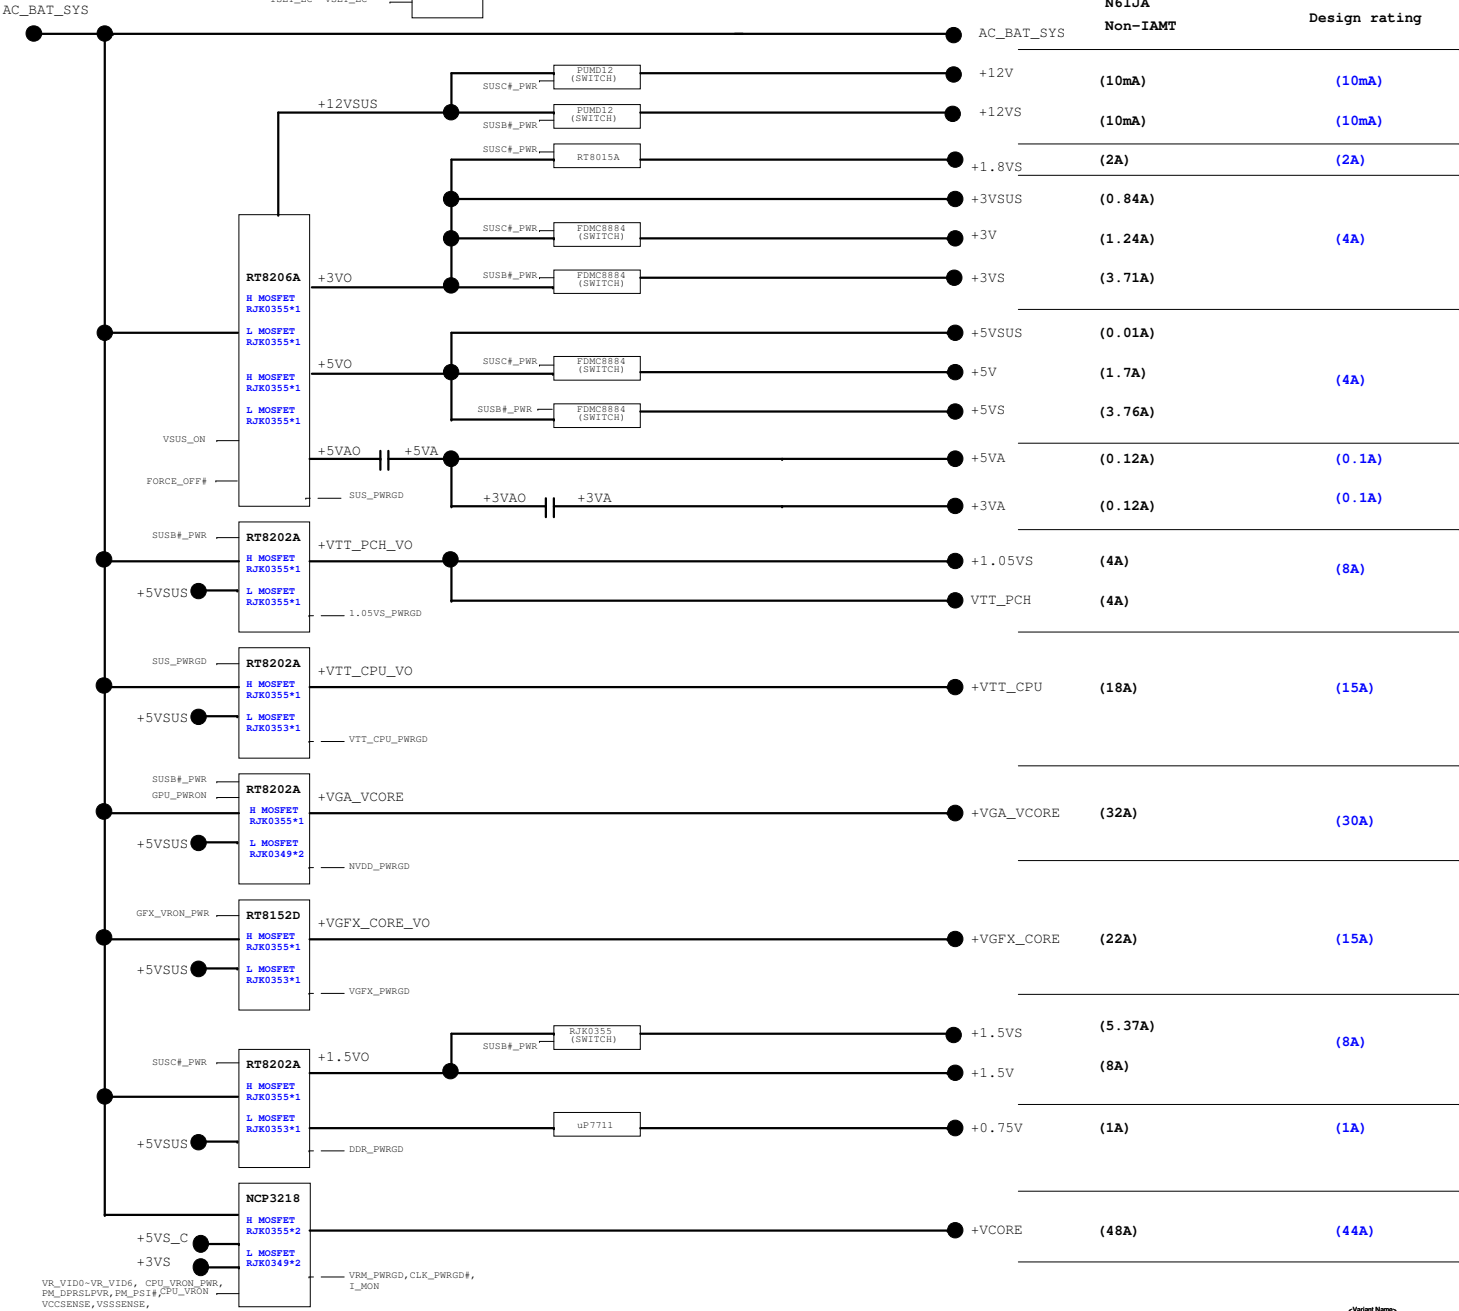 AC_BAT_SYS
N61JA
Non-IAMT
Design rating
AC_BAT_SYS
+12VSUS
SUSC#_PWR
PUMD12
(SWITCH)
+12V
(10mA)
(10mA)
SUSB#_PWR
PUMD12
(SWITCH)
+12VS
(10mA)
(10mA)
SUSC#_PWR
RT8015A
+1.8VS
(2A)
(2A)
+3VSUS
(0.84A)
SUSC#_PWR
FDMC8884
(SWITCH)
+3V
(1.24A)
(4A)
RT8206A
+3VO
SUSB#_PWR
FDMC8884
(SWITCH)
+3VS
(3.71A)
H MOSFET
RJK0355*1
L MOSFET
RJK0355*1
+5VSUS
(0.01A)
+5VO
SUSC#_PWR
FDMC8884
(SWITCH)
+5V
(1.7A)
(4A)
H MOSFET
RJK0355*1
L MOSFET
RJK0355*1
SUSB#_PWR
FDMC8884
(SWITCH)
+5VS
(3.76A)
VSUS_ON
+5VAO
+5VA
+5VA
(0.12A)
(0.1A)
FORCE_OFF#
SUS_PWRGD
+3VAO
+3VA
+3VA
(0.12A)
(0.1A)
SUSB#_PWR
RT8202A
+VTT_PCH_VO
H MOSFET
RJK0355*1
+1.05VS
(4A)
(8A)
+5VSUS
L MOSFET
RJK0355*1
1.05VS_PWRGD
VTT_PCH
(4A)
SUS_PWRGD
RT8202A
+VTT_CPU_VO
H MOSFET
RJK0355*1
+VTT_CPU
(18A)
(15A)
+5VSUS
L MOSFET
RJK0353*1
VTT_CPU_PWRGD
SUSB#_PWR
GPU_PWRON
RT8202A
+VGA_VCORE
H MOSFET
RJK0355*1
+VGA_VCORE
(32A)
(30A)
+5VSUS
L MOSFET
RJK0349*2
NVDD_PWRGD
GFX_VRON_PWR
RT8152D
+VGFX_CORE_VO
H MOSFET
RJK0355*1
+VGFX_CORE
(22A)
(15A)
+5VSUS
L MOSFET
RJK0353*1
VGFX_PWRGD
SUSB#_PWR
RJK0355
(SWITCH)
+1.5VS
(5.37A)
(8A)
SUSC#_PWR
RT8202A
+1.5VO
+1.5V
(8A)
H MOSFET
RJK0355*1
L MOSFET
RJK0353*1
uP7711
+0.75V
(1A)
(1A)
+5VSUS
DDR_PWRGD
NCP3218
H MOSFET
RJK0355*2
+VCORE
(48A)
(44A)
+5VS_C
L MOSFET
RJK0349*2
+3VS
VRM_PWRGD,CLK_PWRGD#,
I_MON
VR_VID0~VR_VID6, CPU_VRON_PWR,
PM_DPRSLPVR,PM_PSI#,
CPU_VRON
VCCSENSE,VSSSENSE,
<Variant Name>